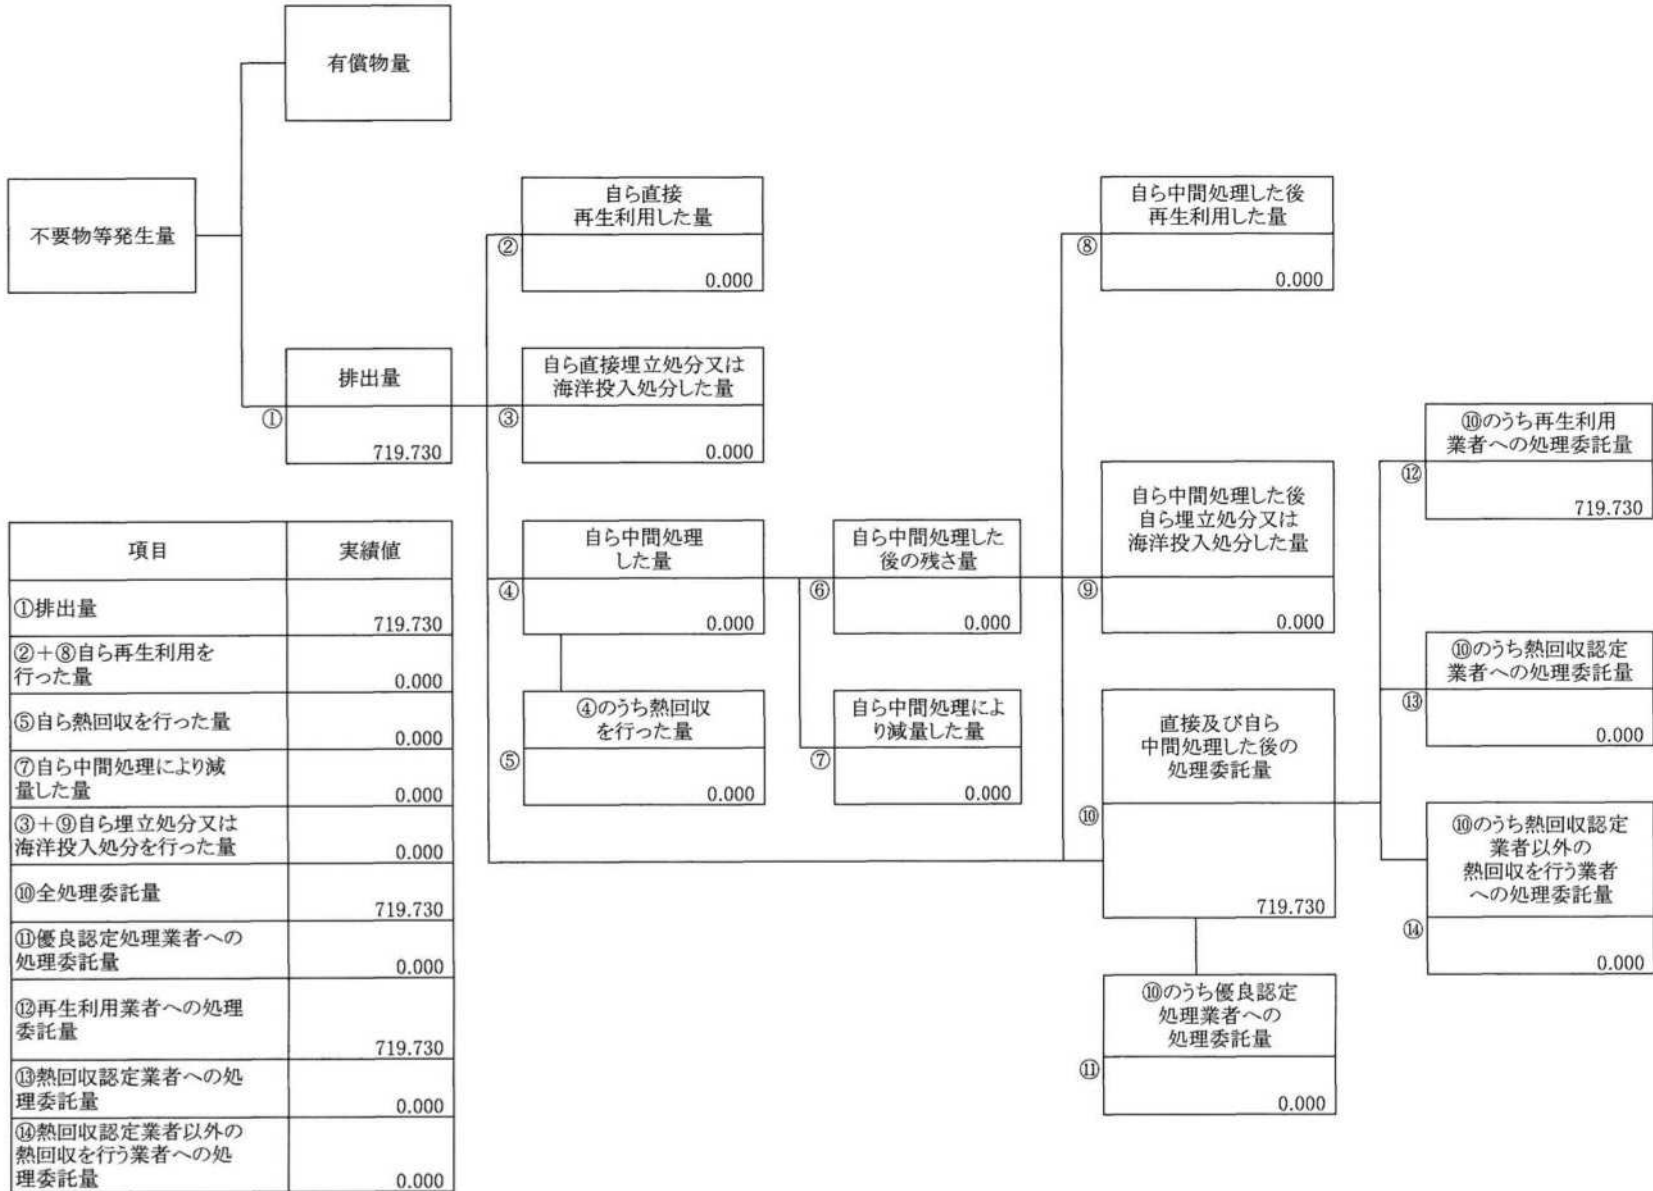 有償物量
不要物等発生量
自ら直接
再生利用した量
②
0.000
自ら中間処理した後
再生利用した量
⑧
0.000
排出量
①
719.730
自ら直接埋立処分又は
海洋投入処分した量
③
0.000
⑩のうち再生利用
業者への処理委託量
⑫
719.730
自ら中間処理
した量
④
0.000
自ら中間処理した
後の残さ量
⑥
0.000
自ら中間処理した後
自ら埋立処分又は
海洋投入処分した量
⑨
0.000
⑩のうち熱回収認定
業者への処理委託量
⑬
0.000
④のうち熱回収
を行った量
⑤
0.000
自ら中間処理によ
り減量した量
⑦
0.000
直接及び自ら
中間処理した後の
処理委託量
⑩
719.730
⑩のうち熱回収認定
業者以外の
熱回収を行う業者
への処理委託量
⑭
0.000
⑩のうち優良認定
処理業者への
処理委託量
⑪
0.000
項目 実績値
①排出量
719.730
②+⑧自ら再生利用を
行った量 0.000
⑤自ら熱回収を行った量
0.000
⑦自ら中間処理により減
量した量 0.000
③+⑨自ら埋立処分又は
海洋投入処分を行った量 0.000
⑩全処理委託量
719.730
⑪優良認定処理業者への
処理委託量 0.000
⑫再生利用業者への処理
委託量
719.730
⑬熱回収認定業者への処
理委託量 0.000
⑭熱回収認定業者以外の
熱回収を行う業者への処
理委託量 0.000